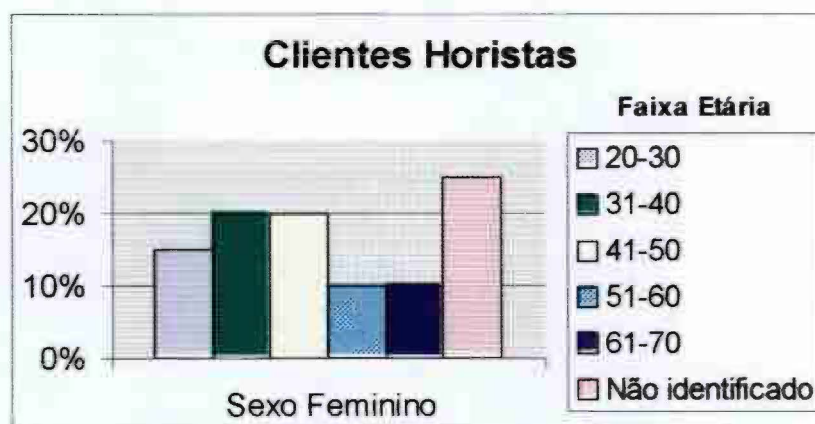 Clientes Horistas
Faixa Etária
30%
20%
10%
0%
Sexo Feminino
20-30
31-40
41-50
51-60
61-70
Não identificado